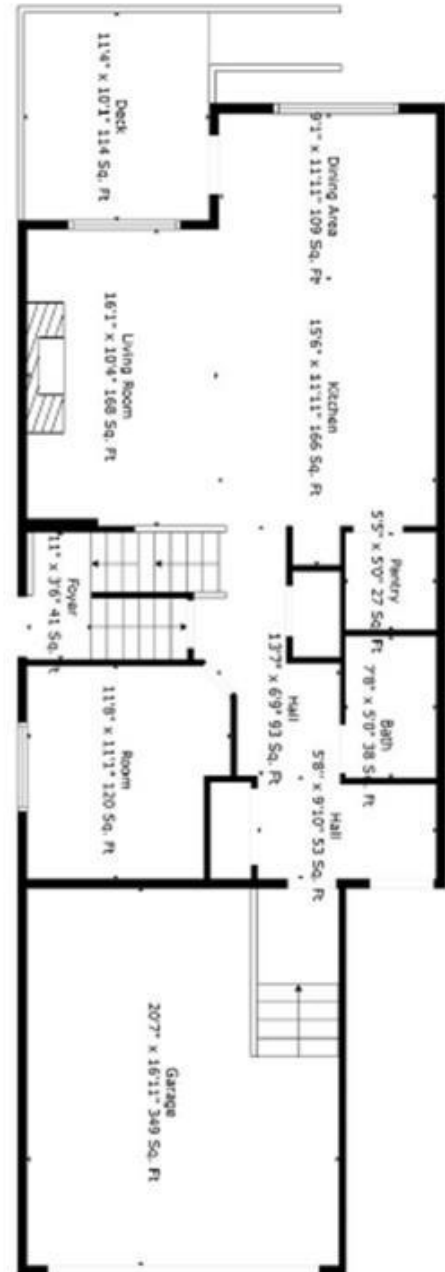 Deck
11'4" x 10'1" 114 Sq. Ft
Dining Area
9'1" x 11'11" 109 Sq. Ft
Living Room
16'1" x 10'4" 168 Sq. Ft
Kitchen
15'6" x 11'11" 166 Sq. Ft
Pantry
5'5" x 5'0" 27 Sq. Ft
Foyer
11" x 3'6" 41 Sq. Ft
Hall
13'7" x 6'9" 93 Sq. Ft
Bath
7'8" x 5'0" 38 Sq. Ft
Room
11'8" x 11'1" 120 Sq. Ft
Hall
5'8" x 9'10" 53 Sq. Ft
Garage
20'7" x 16'11" 349 Sq. Ft